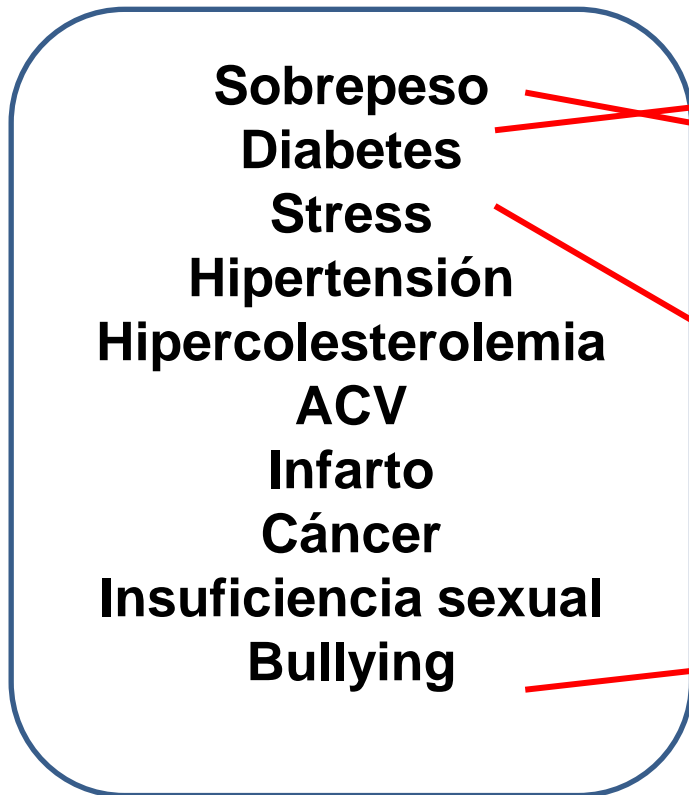 Sobrepeso
Diabetes
Stress
Hipertensión
Hipercolesterolemia
ACV
Infarto
Cáncer
Insuficiencia sexual
Bullying